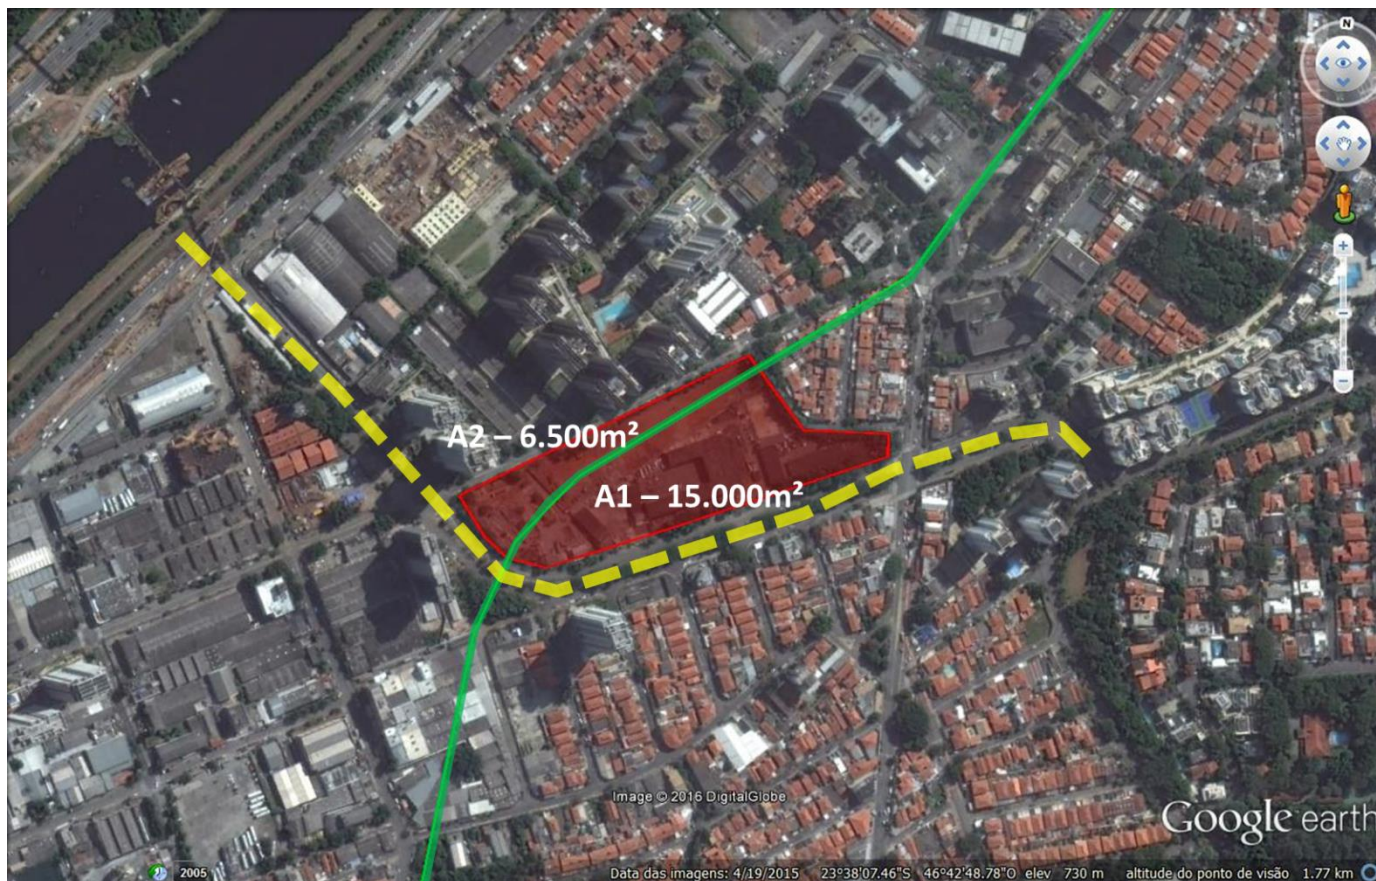 N
A2 – 6.500m²
A1 – 15.000m²
Image © 2016 DigitalGlobe
Google earth
2005
Data das imagens: 4/19/2015 23°38'07.46"S 46°42'48.78"O elev 730 m altitude do ponto de visão 1.77 km